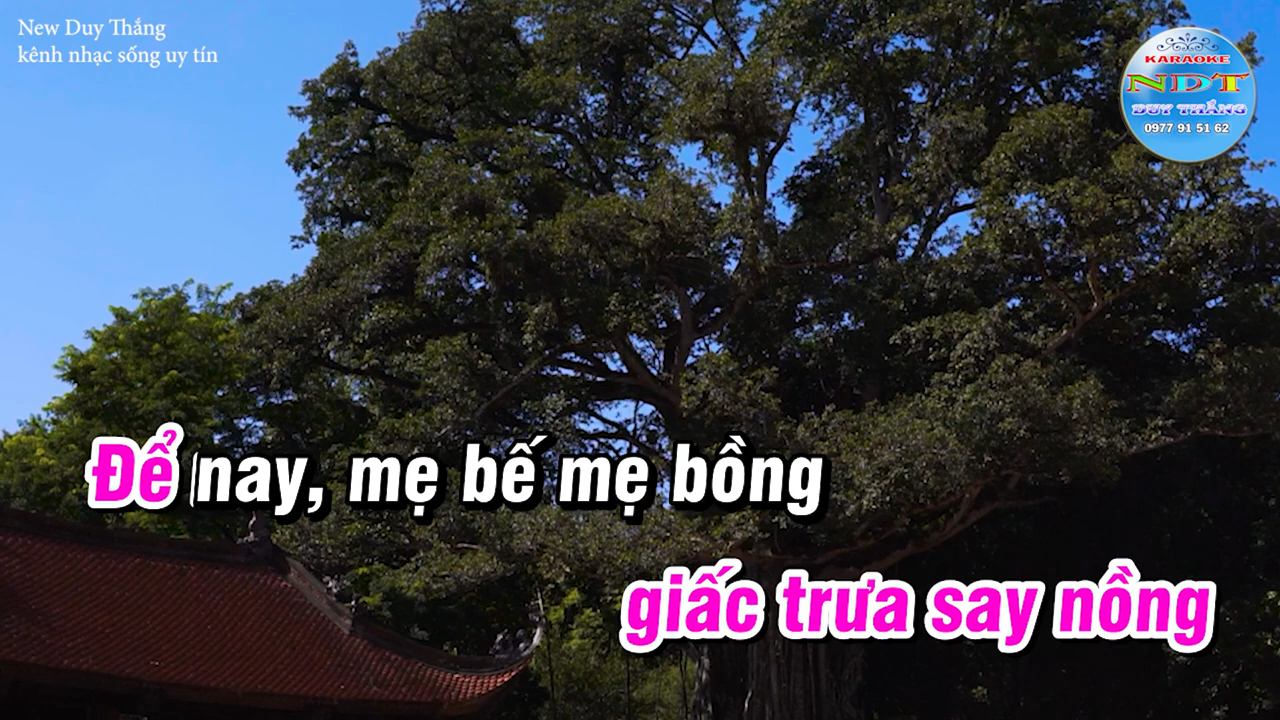 New Duy Thắng
kênh nhạc sống uy tín
KARAOKE
NDT
DUY THẮNG
0977 91 51 62
Để nay, mẹ bế mẹ bồng
giấc trưa say nồng